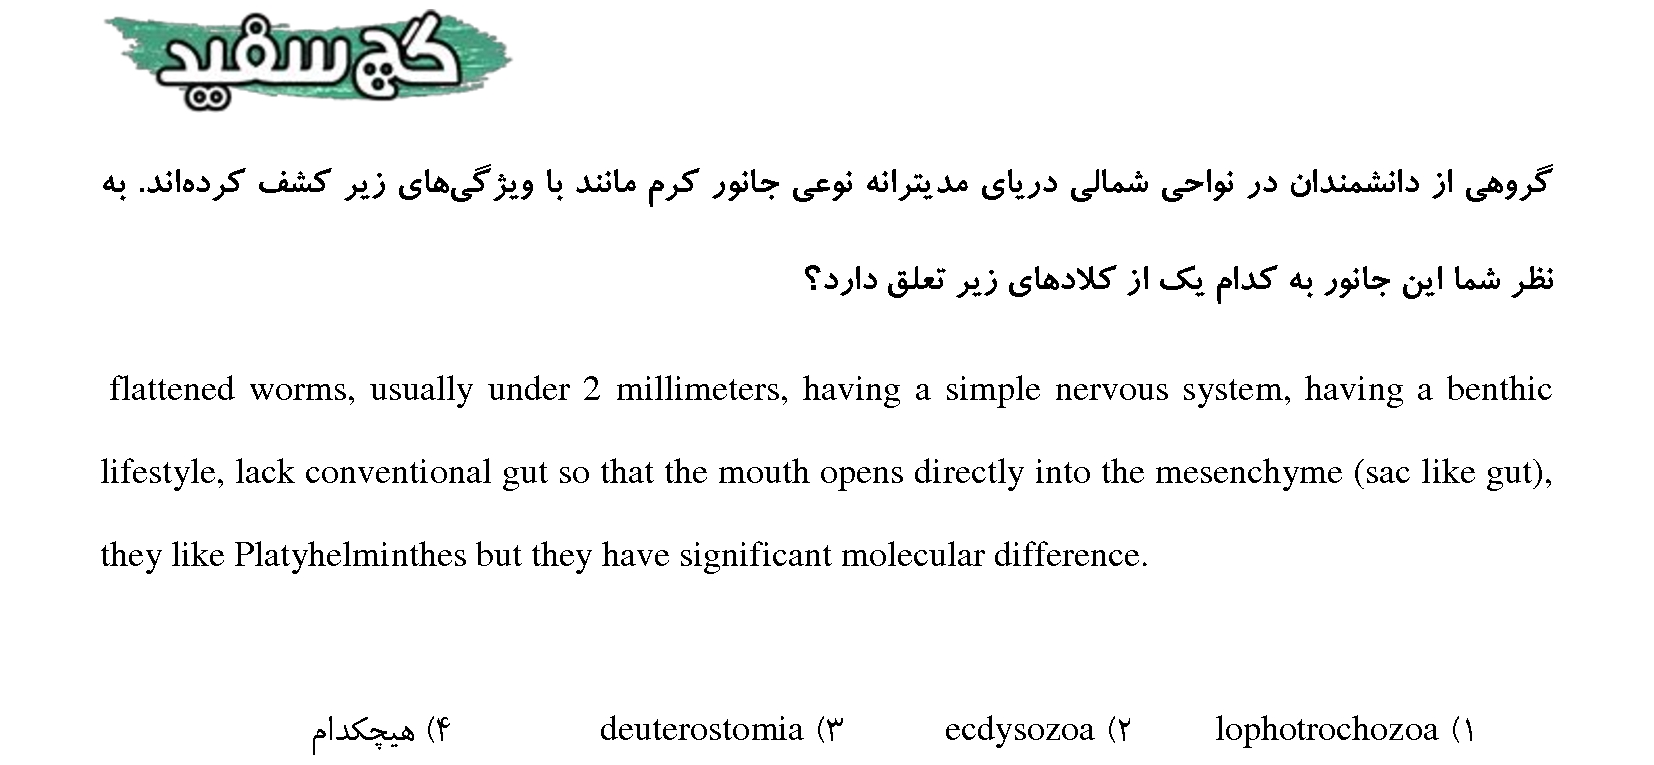 گچ سفید
گروهی از دانشمندان در نواحی شمالی دریای مدیترانه نوعی جانور کرم مانند با ویژگی‌های زیر کشف کرده‌اند. به
نظر شما این جانور به کدام یک از کلادهای زیر تعلق دارد؟
flattened worms, usually under 2 millimeters, having a simple nervous system, having a benthic
lifestyle, lack conventional gut so that the mouth opens directly into the mesenchyme (sac like gut),
they like Platyhelminthes but they have significant molecular difference.
۱) lophotrochozoa ۲) ecdysozoa ۳) deuterostomia ۴) هیچکدام